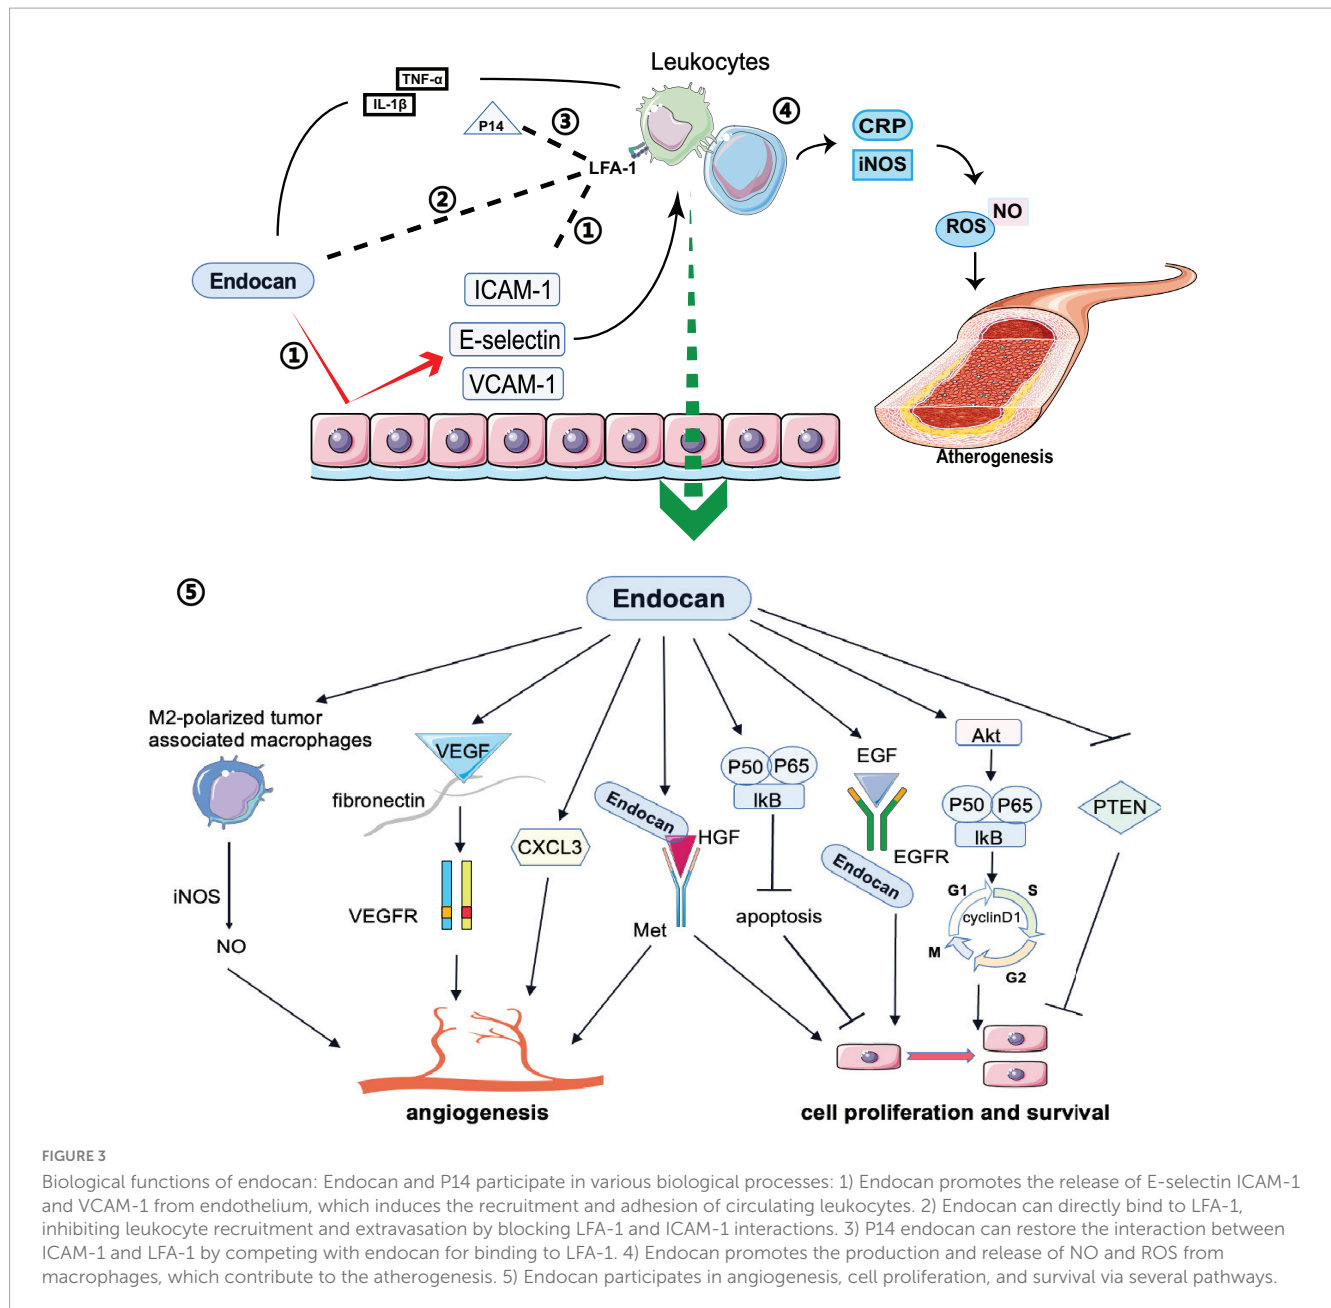 Leukocytes
TNF-α
IL-1β
P14
③
④
CRP
iNOS
LFA-1
②
①
NO
ROS
Endocan
ICAM-1
①
E-selectin
VCAM-1
Atherogenesis
⑤
Endocan
M2-polarized tumor
associated macrophages
VEGF
fibronectin
CXCL3
Endocan
HGF
P50 P65
IkB
EGF
EGFR
Endocan
Akt
P50 P65
IkB
PTEN
iNOS
VEGFR
Met
apoptosis
G1
S
cyclinD1
M
G2
NO
angiogenesis
cell proliferation and survival
FIGURE 3
Biological functions of endocan: Endocan and P14 participate in various biological processes: 1) Endocan promotes the release of E-selectin ICAM-1
and VCAM-1 from endothelium, which induces the recruitment and adhesion of circulating leukocytes. 2) Endocan can directly bind to LFA-1,
inhibiting leukocyte recruitment and extravasation by blocking LFA-1 and ICAM-1 interactions. 3) P14 endocan can restore the interaction between
ICAM-1 and LFA-1 by competing with endocan for binding to LFA-1. 4) Endocan promotes the production and release of NO and ROS from
macrophages, which contribute to the atherogenesis. 5) Endocan participates in angiogenesis, cell proliferation, and survival via several pathways.